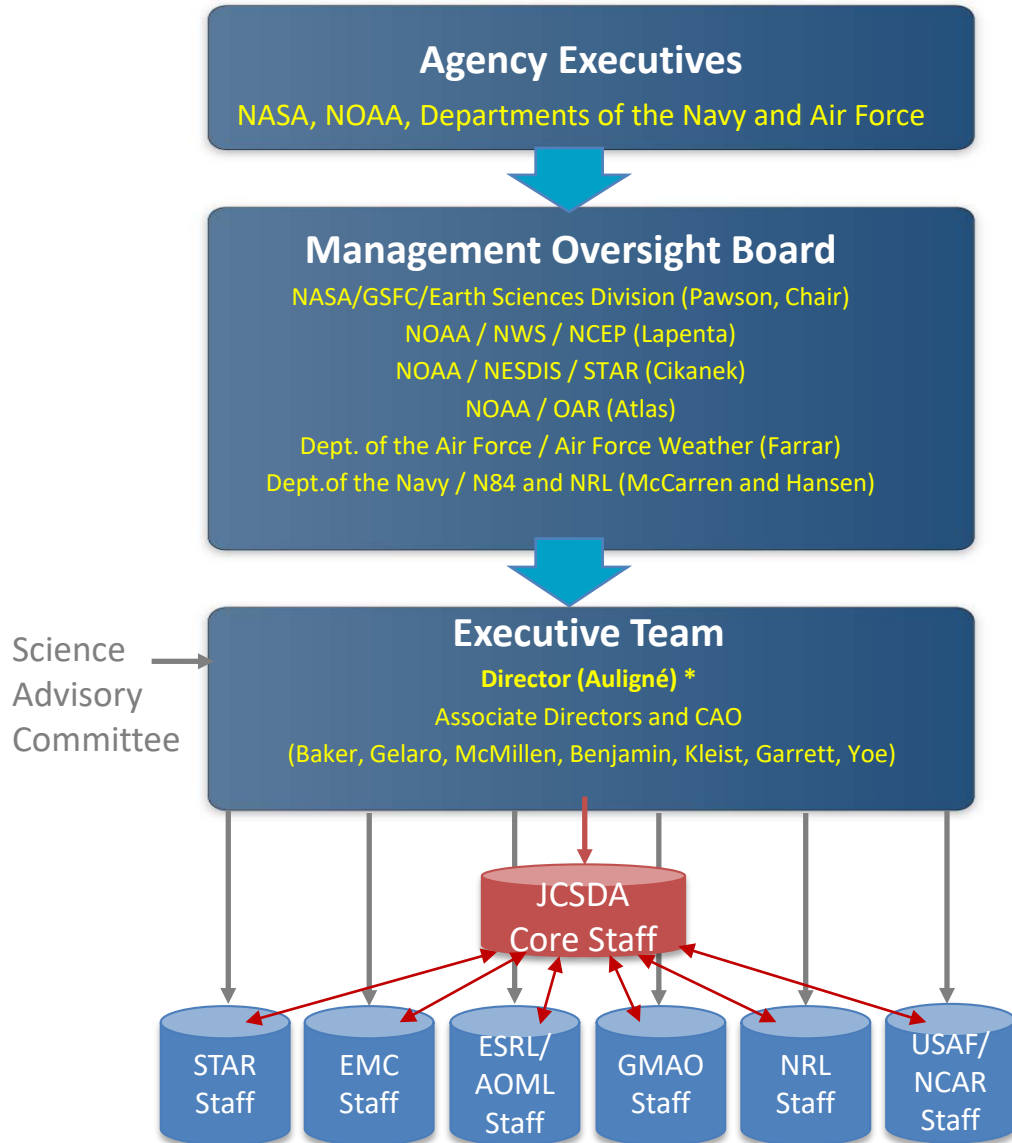 Agency Executives
NASA, NOAA, Departments of the Navy and Air Force
Management Oversight Board
NASA/GSFC/Earth Sciences Division (Pawson, Chair)
NOAA / NWS / NCEP (Lapenta)
NOAA / NESDIS / STAR (Cikanek)
NOAA / OAR (Atlas)
Dept. of the Air Force / Air Force Weather (Farrar)
Dept.of the Navy / N84 and NRL (McCarren and Hansen)
Science
Advisory
Committee
Executive Team
Director (Auligné) *
Associate Directors and CAO
(Baker, Gelaro, McMillen, Benjamin, Kleist, Garrett, Yoe)
JCSDA
Core Staff
STAR
Staff
EMC
Staff
ESRL/
AOML
Staff
GMAO
Staff
NRL
Staff
USAF/
NCAR
Staff